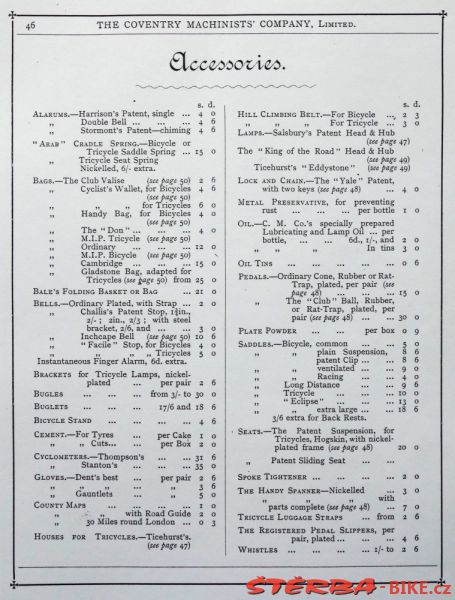 46
THE COVENTRY MACHINISTS' COMPANY, LIMITED.
Accessories.
s. d.
ALARUMS.—Harrison's Patent, single ... 4 0
„ Double Bell ... ... ... 4 6
„ Stormont's Patent—chiming 4 6
"ARAB" CRADLE SPRING.—Bicycle or
Tricycle Saddle Spring ... 15 0
„ Tricycle Seat Spring
Nickelled, 6/- extra.
BAGS.—The Club Valise (see page 50) 2 6
„ Cyclist's Wallet, for Bicycles 4 6
(see page 50)
„ „ „ for Tricycles 6 0
„ Handy Bag, for Bicycles 4 0
(see page 50)
„ The "Don" ... ... ... 4 0
„ M.I.P. Tricycle (see page 50)
„ Ordinary ... ... ... 12 0
„ M.I.P. Bicycle (see page 50)
„ Cambridge ... ... ... 15 0
„ Gladstone Bag, adapted for
Tricycles (see page 50) from 25 0
BALE'S FOLDING BASKET OR BAG ... 21 0
BELLS.—Ordinary Plated, with Strap ... 2 0
„ Challis's Patent Stop, 1¾in.,
2/- ; 2in., 2/3 ; with steel
bracket, 2/6, and ... ... 3 0
„ Inchcape Bell (see page 50) 10 6
„ "Facile" Stop, for Bicycles 4 0
„ „ „ Tricycles 5 0
Instantaneous Finger Alarm, 6d. extra.
BRACKETS for Tricycle Lamps, nickel-
plated ... per pair 2 6
BUGLES ... ... ... from 3/- to 30 0
BUGLETS ... ... ... 17/6 and 18 6
BICYCLE STAND ... ... ... ... 4 6
CEMENT.—For Tyres ... per Cake 1 0
„ „ Cuts... ... per Box 2 0
CYCLOMETERS.—Thompson's ... ... 31 6
„ Stanton's ... ... 35 0
GLOVES.—Dent's best ... per pair 2 6
„ „ „ ... „ 3 6
„ Gauntlets ... „ 5 0
COUNTY MAPS ... ... ... ... 1 0
„ „ with Road Guide 2 0
„ 30 Miles round London ... 0 3
HOUSES FOR TRICYCLES.—Ticehurst's.
(see page 47)
s. d.
HILL CLIMBING BELT.—For Bicycle ... 2 3
„ „ „ For Tricycle ... 3 0
LAMPS.—Salsbury's Patent Head & Hub
(see page 47)
The "King of the Road" Head & Hub
(see page 49)
Ticehurst's "Eddystone" (see page 49)
LOCK AND CHAIN.—The "Yale" Patent,
with two keys (see page 48) ... ... 4 0
METAL PRESERVATIVE, for preventing
rust ... ... ... per bottle 1 0
OIL.—C. M. Co.'s specially prepared
Lubricating and Lamp Oil ... per
bottle, ... ... 6d., 1/-, and 2 0
„ „ „ In tins 3 0
OIL TINS ... ... ... ... ... 0 6
PEDALS.—Ordinary Cone, Rubber or Rat-
Trap, plated, per pair (see
page 48) ... ... ... ... 15 0
„ The "Club" Ball, Rubber,
or Rat-Trap, plated, per
pair (see page 48) ... ... 30 0
PLATE POWDER ... ... per box 0 9
SADDLES.—Bicycle, common ... ... 5 0
„ „ plain Suspension, 8 6
„ „ patent Clip ... ... 8 6
„ „ ventilated ... ... 9 0
„ „ Racing ... ... 4 0
„ Long Distance ... ... 9 6
„ Tricycle ... ... ... 10 0
„ "Eclipse" ... ... ... 13 0
„ „ extra large ... ... 18 6
3/6 extra for Back Rests.
SEATS.—The Patent Suspension, for
Tricycles, Hogskin, with nickel-
plated frame (see page 48) 20 0
„ Patent Sliding Seat ... ...
SPOKE TIGHTENER ... ... ... ... 2 0
THE HANDY SPANNER—Nickelled ... 3 0
„ „ „ with
parts complete (see page 48) ... ... 7 0
TRICYCLE LUGGAGE STRAPS ... from 2 6
THE REGISTERED PEDAL SLIPPERS, per
pair, plated ... ... ... 4 6
WHISTLES ... ... ... ... 1/- to 2 6
ŠTĚRBA-BIKE.cz